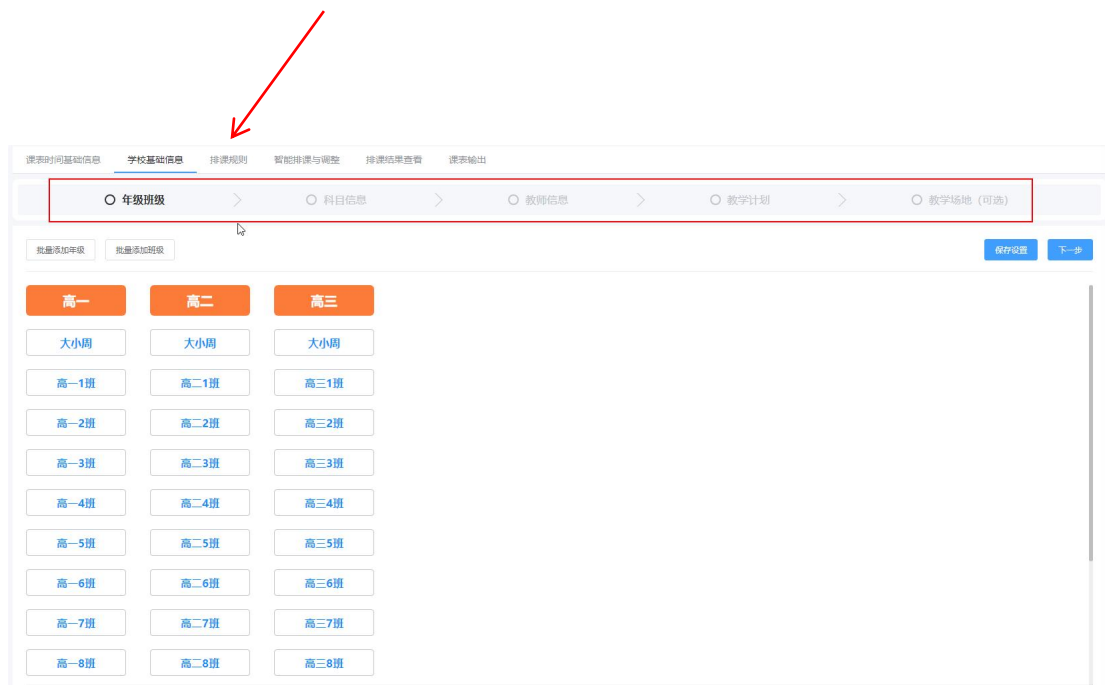 课表时间基础信息 学校基础信息 排课规则 智能排课与调整 排课结果查看 课表输出
年级班级 科目信息 教师信息 教学计划 教学场地（可选）
批量添加年级 批量添加班级 保存设置 下一步
高一 高二 高三
大小周 大小周 大小周
高一1班 高二1班 高三1班
高一2班 高二2班 高三2班
高一3班 高二3班 高三3班
高一4班 高二4班 高三4班
高一5班 高二5班 高三5班
高一6班 高二6班 高三6班
高一7班 高二7班 高三7班
高一8班 高二8班 高三8班